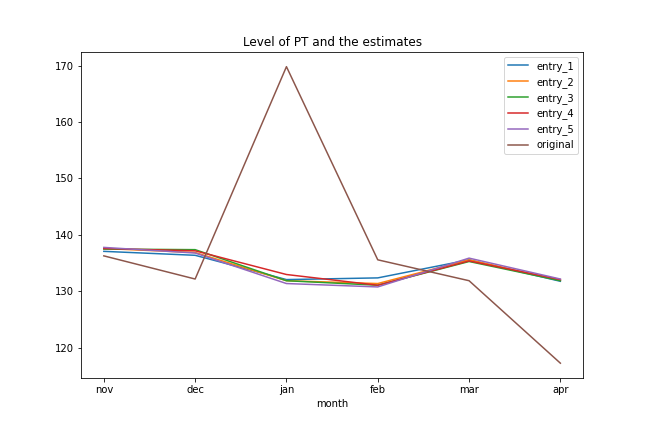 Level of PT and the estimates
170
160
150
140
130
120
nov dec jan feb mar apr
month
entry_1
entry_2
entry_3
entry_4
entry_5
original